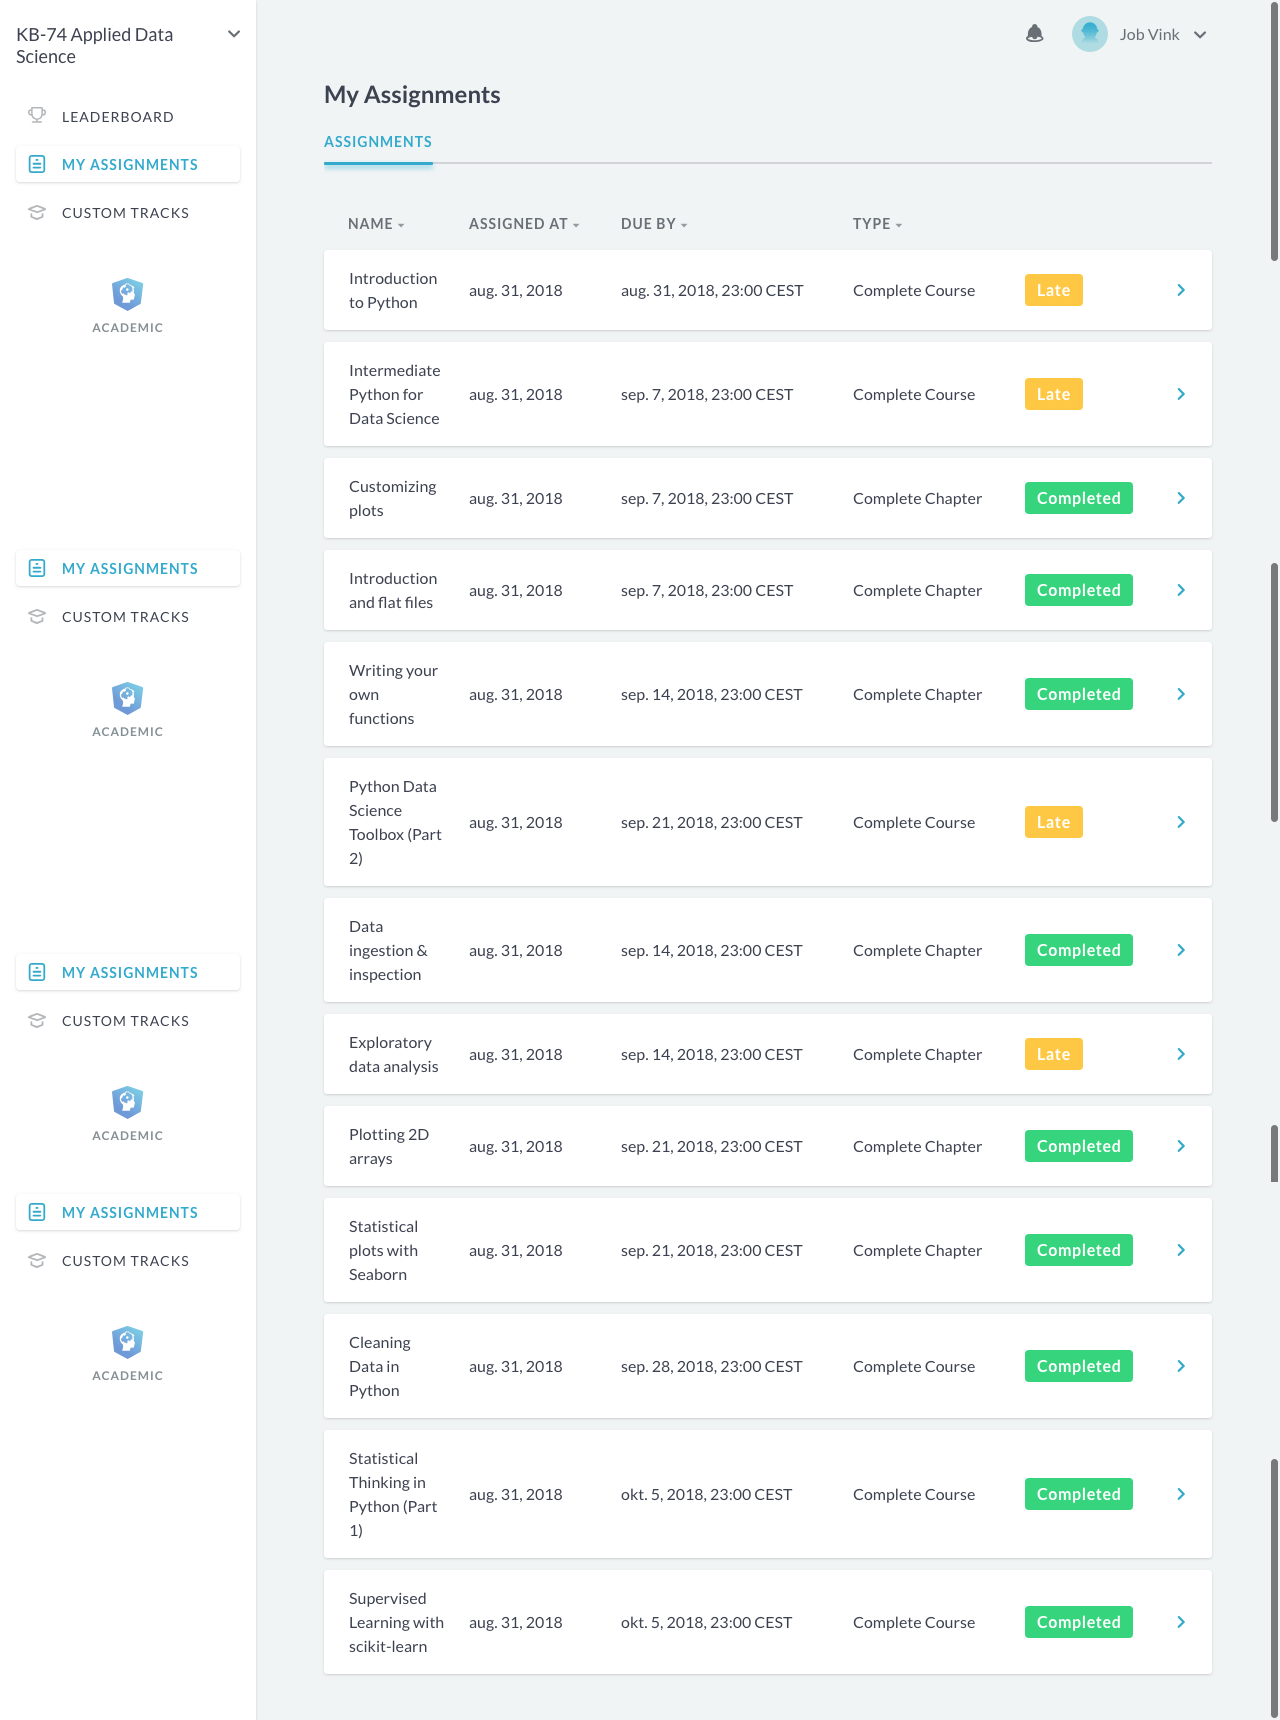 KB-74 Applied Data
Science
LEADERBOARD
MY ASSIGNMENTS
CUSTOM TRACKS
ACADEMIC
MY ASSIGNMENTS
CUSTOM TRACKS
ACADEMIC
MY ASSIGNMENTS
CUSTOM TRACKS
ACADEMIC
MY ASSIGNMENTS
CUSTOM TRACKS
ACADEMIC
Job Vink
My Assignments
ASSIGNMENTS
NAME ASSIGNED AT DUE BY TYPE
Introduction
to Python
aug. 31, 2018 aug. 31, 2018, 23:00 CEST Complete Course Late
Intermediate
Python for
Data Science
aug. 31, 2018 sep. 7, 2018, 23:00 CEST Complete Course Late
Customizing
plots
aug. 31, 2018 sep. 7, 2018, 23:00 CEST Complete Chapter Completed
Introduction
and flat files
aug. 31, 2018 sep. 7, 2018, 23:00 CEST Complete Chapter Completed
Writing your
own
functions
aug. 31, 2018 sep. 14, 2018, 23:00 CEST Complete Chapter Completed
Python Data
Science
Toolbox (Part
2)
aug. 31, 2018 sep. 21, 2018, 23:00 CEST Complete Course Late
Data
ingestion &
inspection
aug. 31, 2018 sep. 14, 2018, 23:00 CEST Complete Chapter Completed
Exploratory
data analysis
aug. 31, 2018 sep. 14, 2018, 23:00 CEST Complete Chapter Late
Plotting 2D
arrays
aug. 31, 2018 sep. 21, 2018, 23:00 CEST Complete Chapter Completed
Statistical
plots with
Seaborn
aug. 31, 2018 sep. 21, 2018, 23:00 CEST Complete Chapter Completed
Cleaning
Data in
Python
aug. 31, 2018 sep. 28, 2018, 23:00 CEST Complete Course Completed
Statistical
Thinking in
Python (Part
1)
aug. 31, 2018 okt. 5, 2018, 23:00 CEST Complete Course Completed
Supervised
Learning with
scikit-learn
aug. 31, 2018 okt. 5, 2018, 23:00 CEST Complete Course Completed